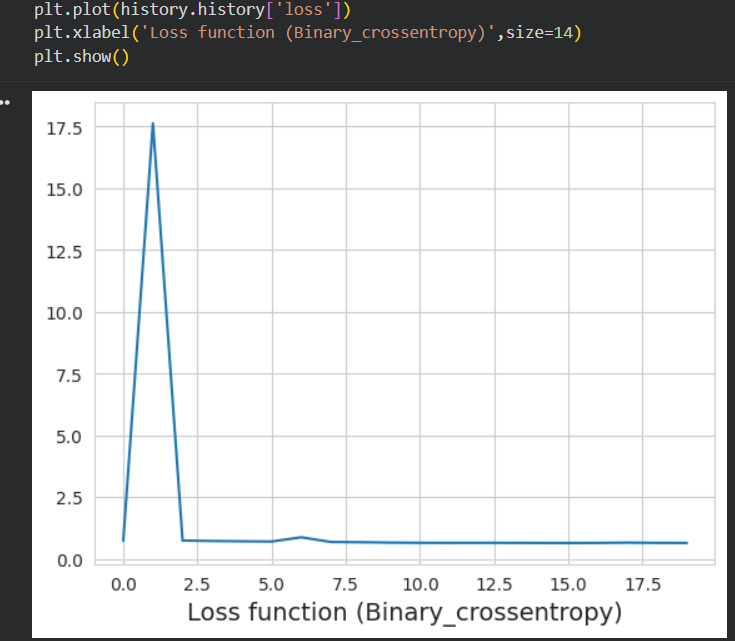 plt.plot(history.history['loss'])
plt.xlabel('Loss function (Binary_crossentropy)',size=14)
plt.show()
17.5
15.0
12.5
10.0
7.5
5.0
2.5
0.0
0.0 2.5 5.0 7.5 10.0 12.5 15.0 17.5
Loss function (Binary_crossentropy)